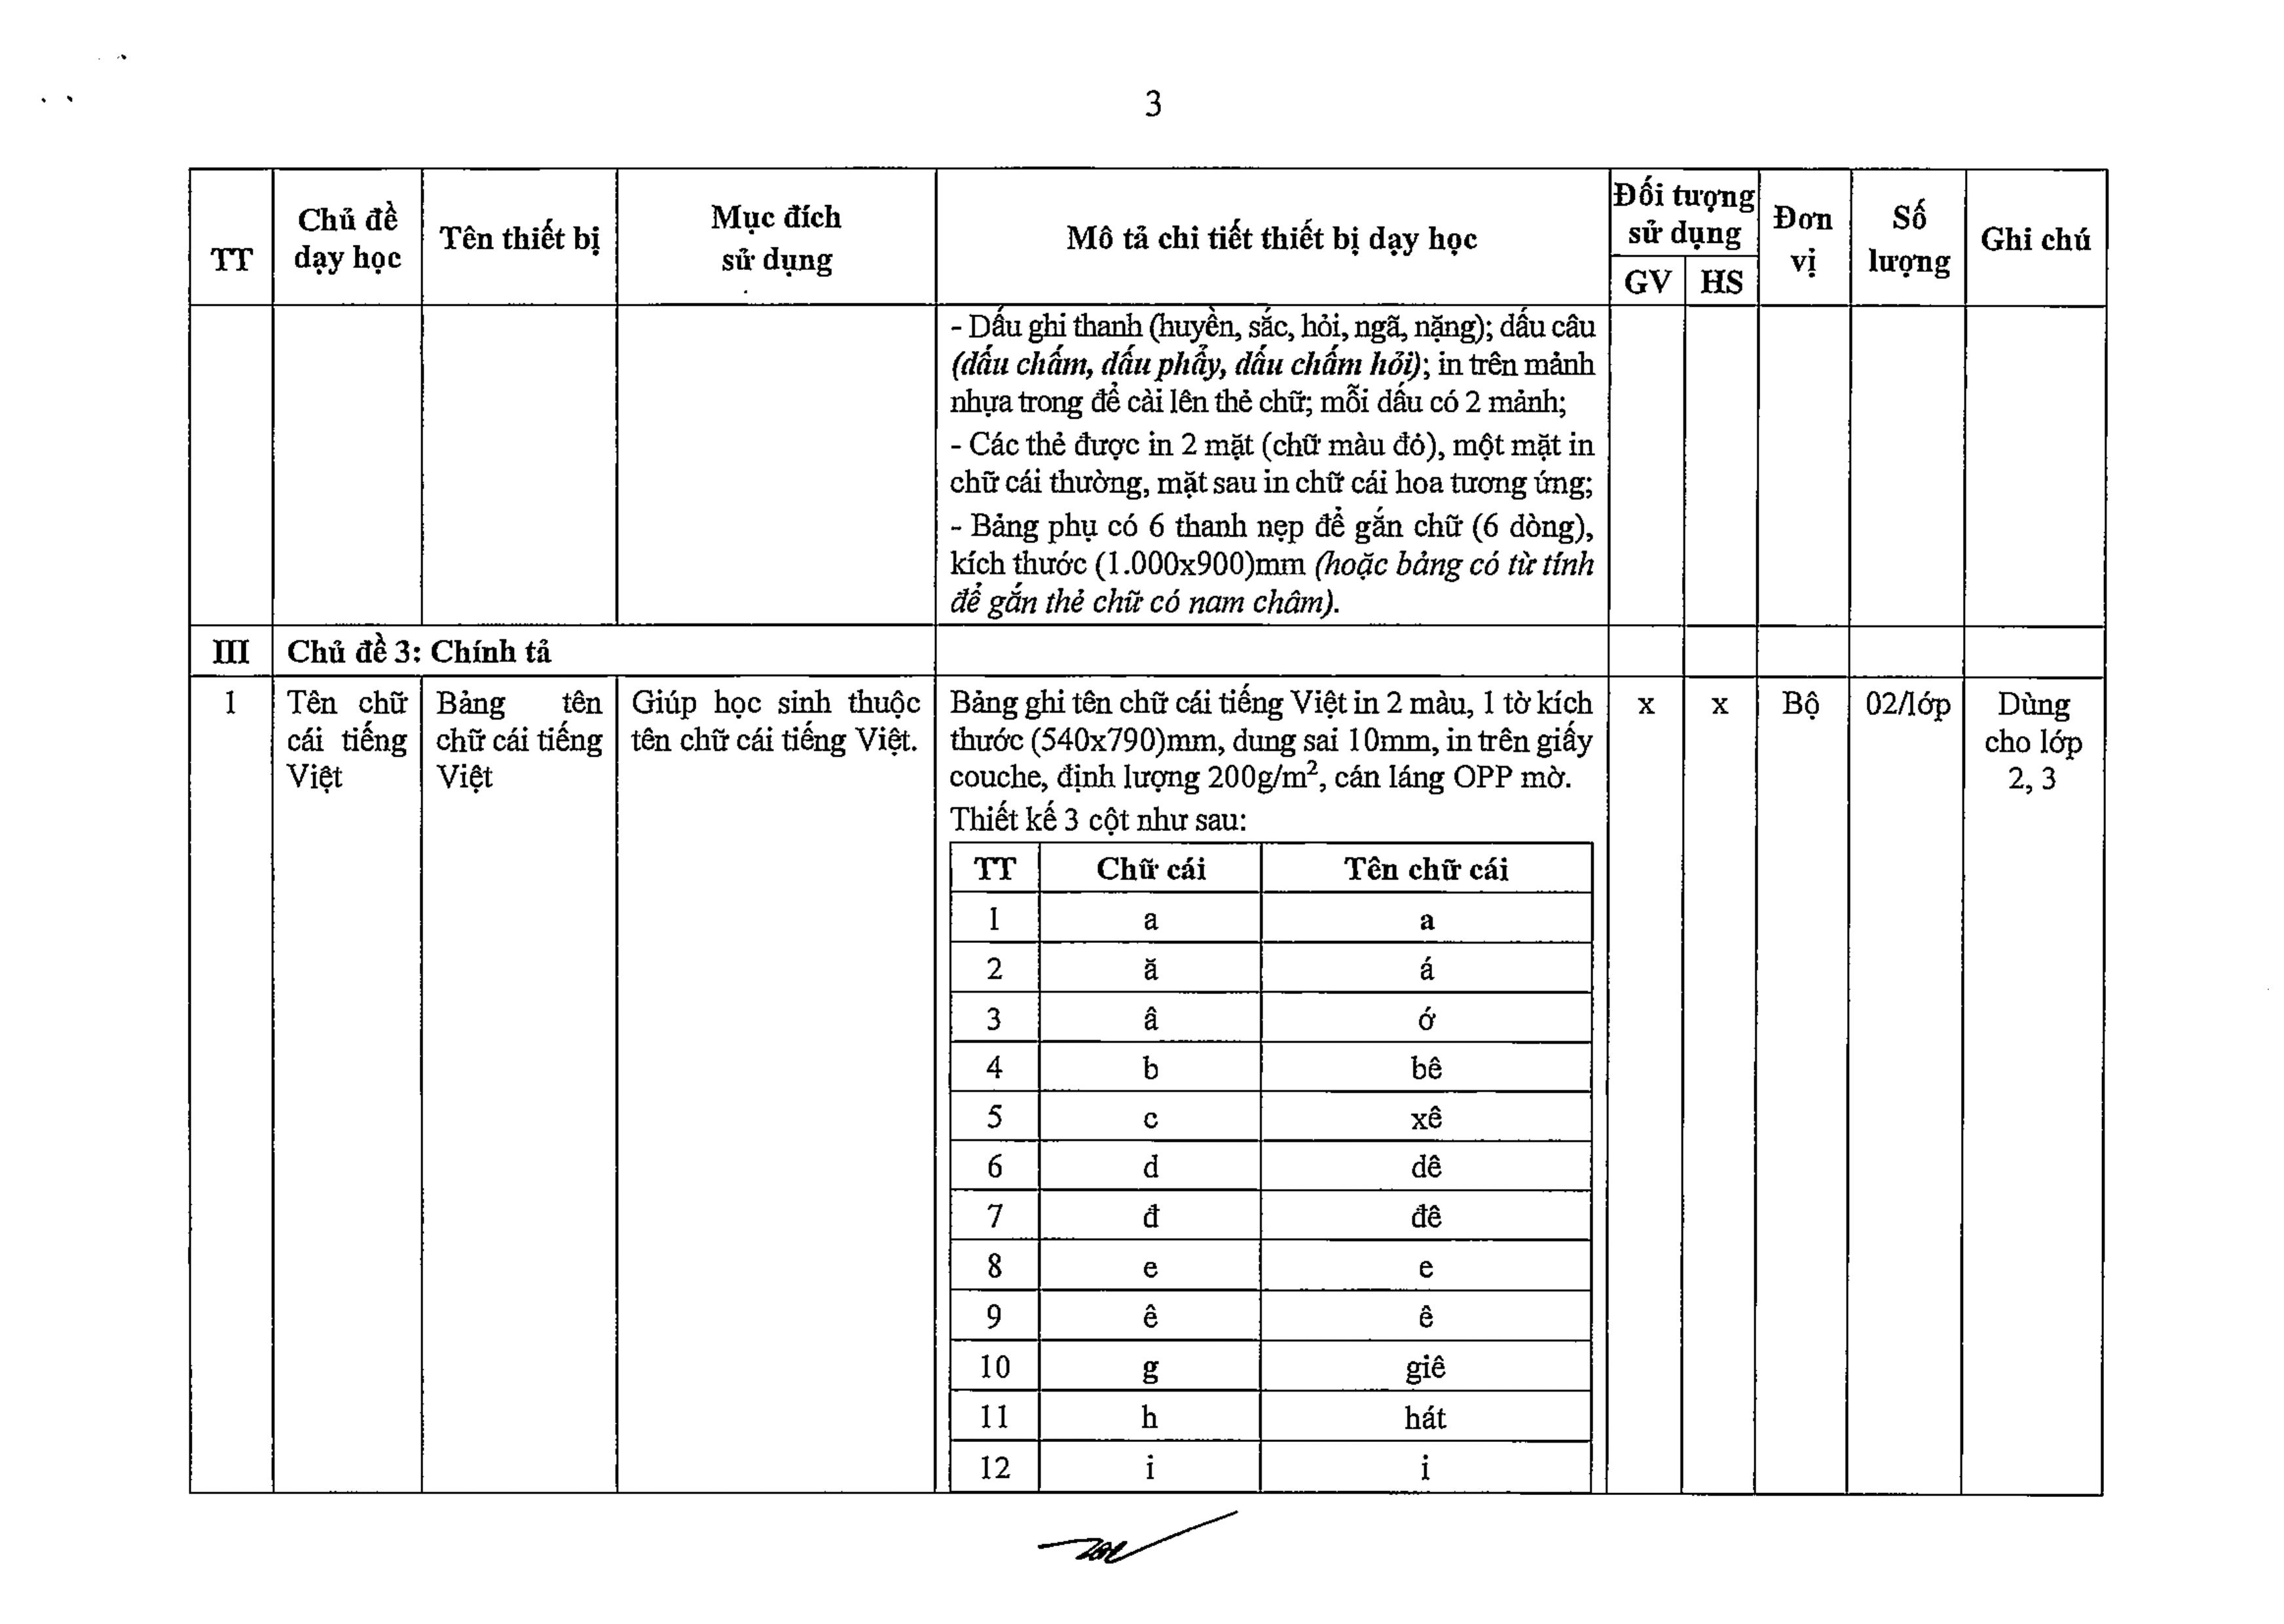 3
TT
Chủ đề
dạy học
Tên thiết bị
Mục đích
sử dụng
Mô tả chi tiết thiết bị dạy học
Đối tượng
sử dụng
GV
HS
Đơn
vị
Số
lượng
Ghi chú
- Dấu ghi thanh (huyền, sắc, hỏi, ngã, nặng); dấu câu
(dấu chấm, dấu phẩy, dấu chấm hỏi); in trên mảnh
nhựa trong để cài lên thẻ chữ; mỗi dấu có 2 mảnh;
- Các thẻ được in 2 mặt (chữ màu đỏ), một mặt in
chữ cái thường, mặt sau in chữ cái hoa tương ứng;
- Bảng phụ có 6 thanh nẹp để gắn chữ (6 dòng),
kích thước (1.000x900)mm (hoặc bảng có từ tính
để gắn thẻ chữ có nam châm).
III Chủ đề 3: Chính tả
1
Tên chữ
cái tiếng
Việt
Bảng tên
chữ cái tiếng
Việt
Giúp học sinh thuộc
tên chữ cái tiếng Việt.
Bảng ghi tên chữ cái tiếng Việt in 2 màu, 1 tờ kích
thước (540x790)mm, dung sai 10mm, in trên giấy
couche, định lượng 200g/m², cán láng OPP mờ.
Thiết kế 3 cột như sau:
TT Chữ cái Tên chữ cái
1 a a
2 ă á
3 â ớ
4 b bê
5 c xê
6 d dê
7 đ đê
8 e e
9 ê ê
10 g giê
11 h hát
12 i i
x
x
Bộ
02/lớp
Dùng
cho lớp
2, 3